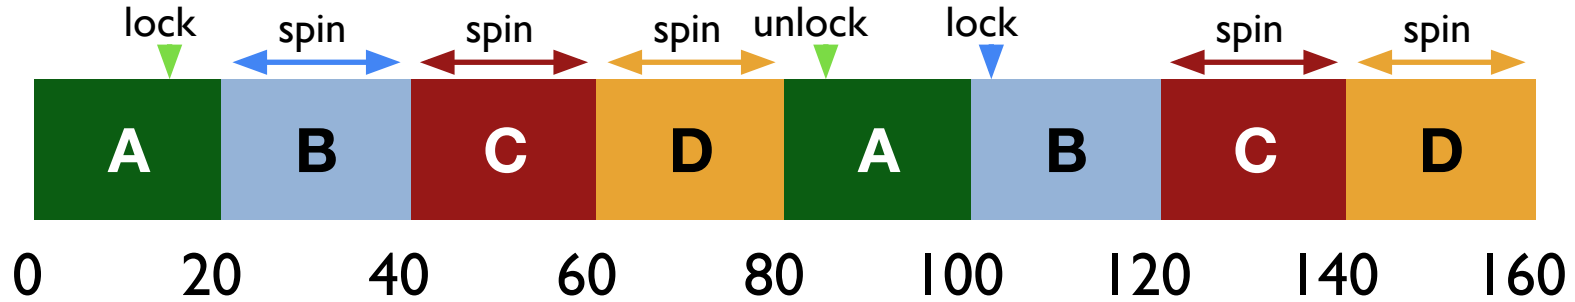 lock spin spin spin unlock lock spin spin
A B C D A B C D
0 20 40 60 80 100 120 140 160